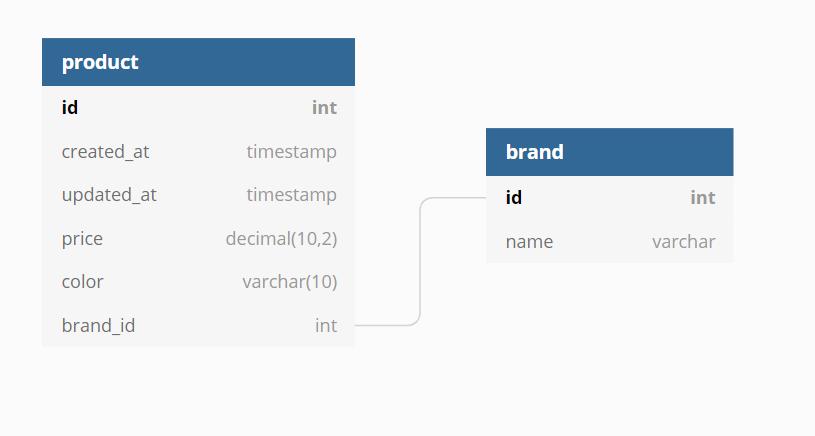 product
id int
created_at timestamp
updated_at timestamp
price decimal(10,2)
color varchar(10)
brand_id int
brand
id int
name varchar